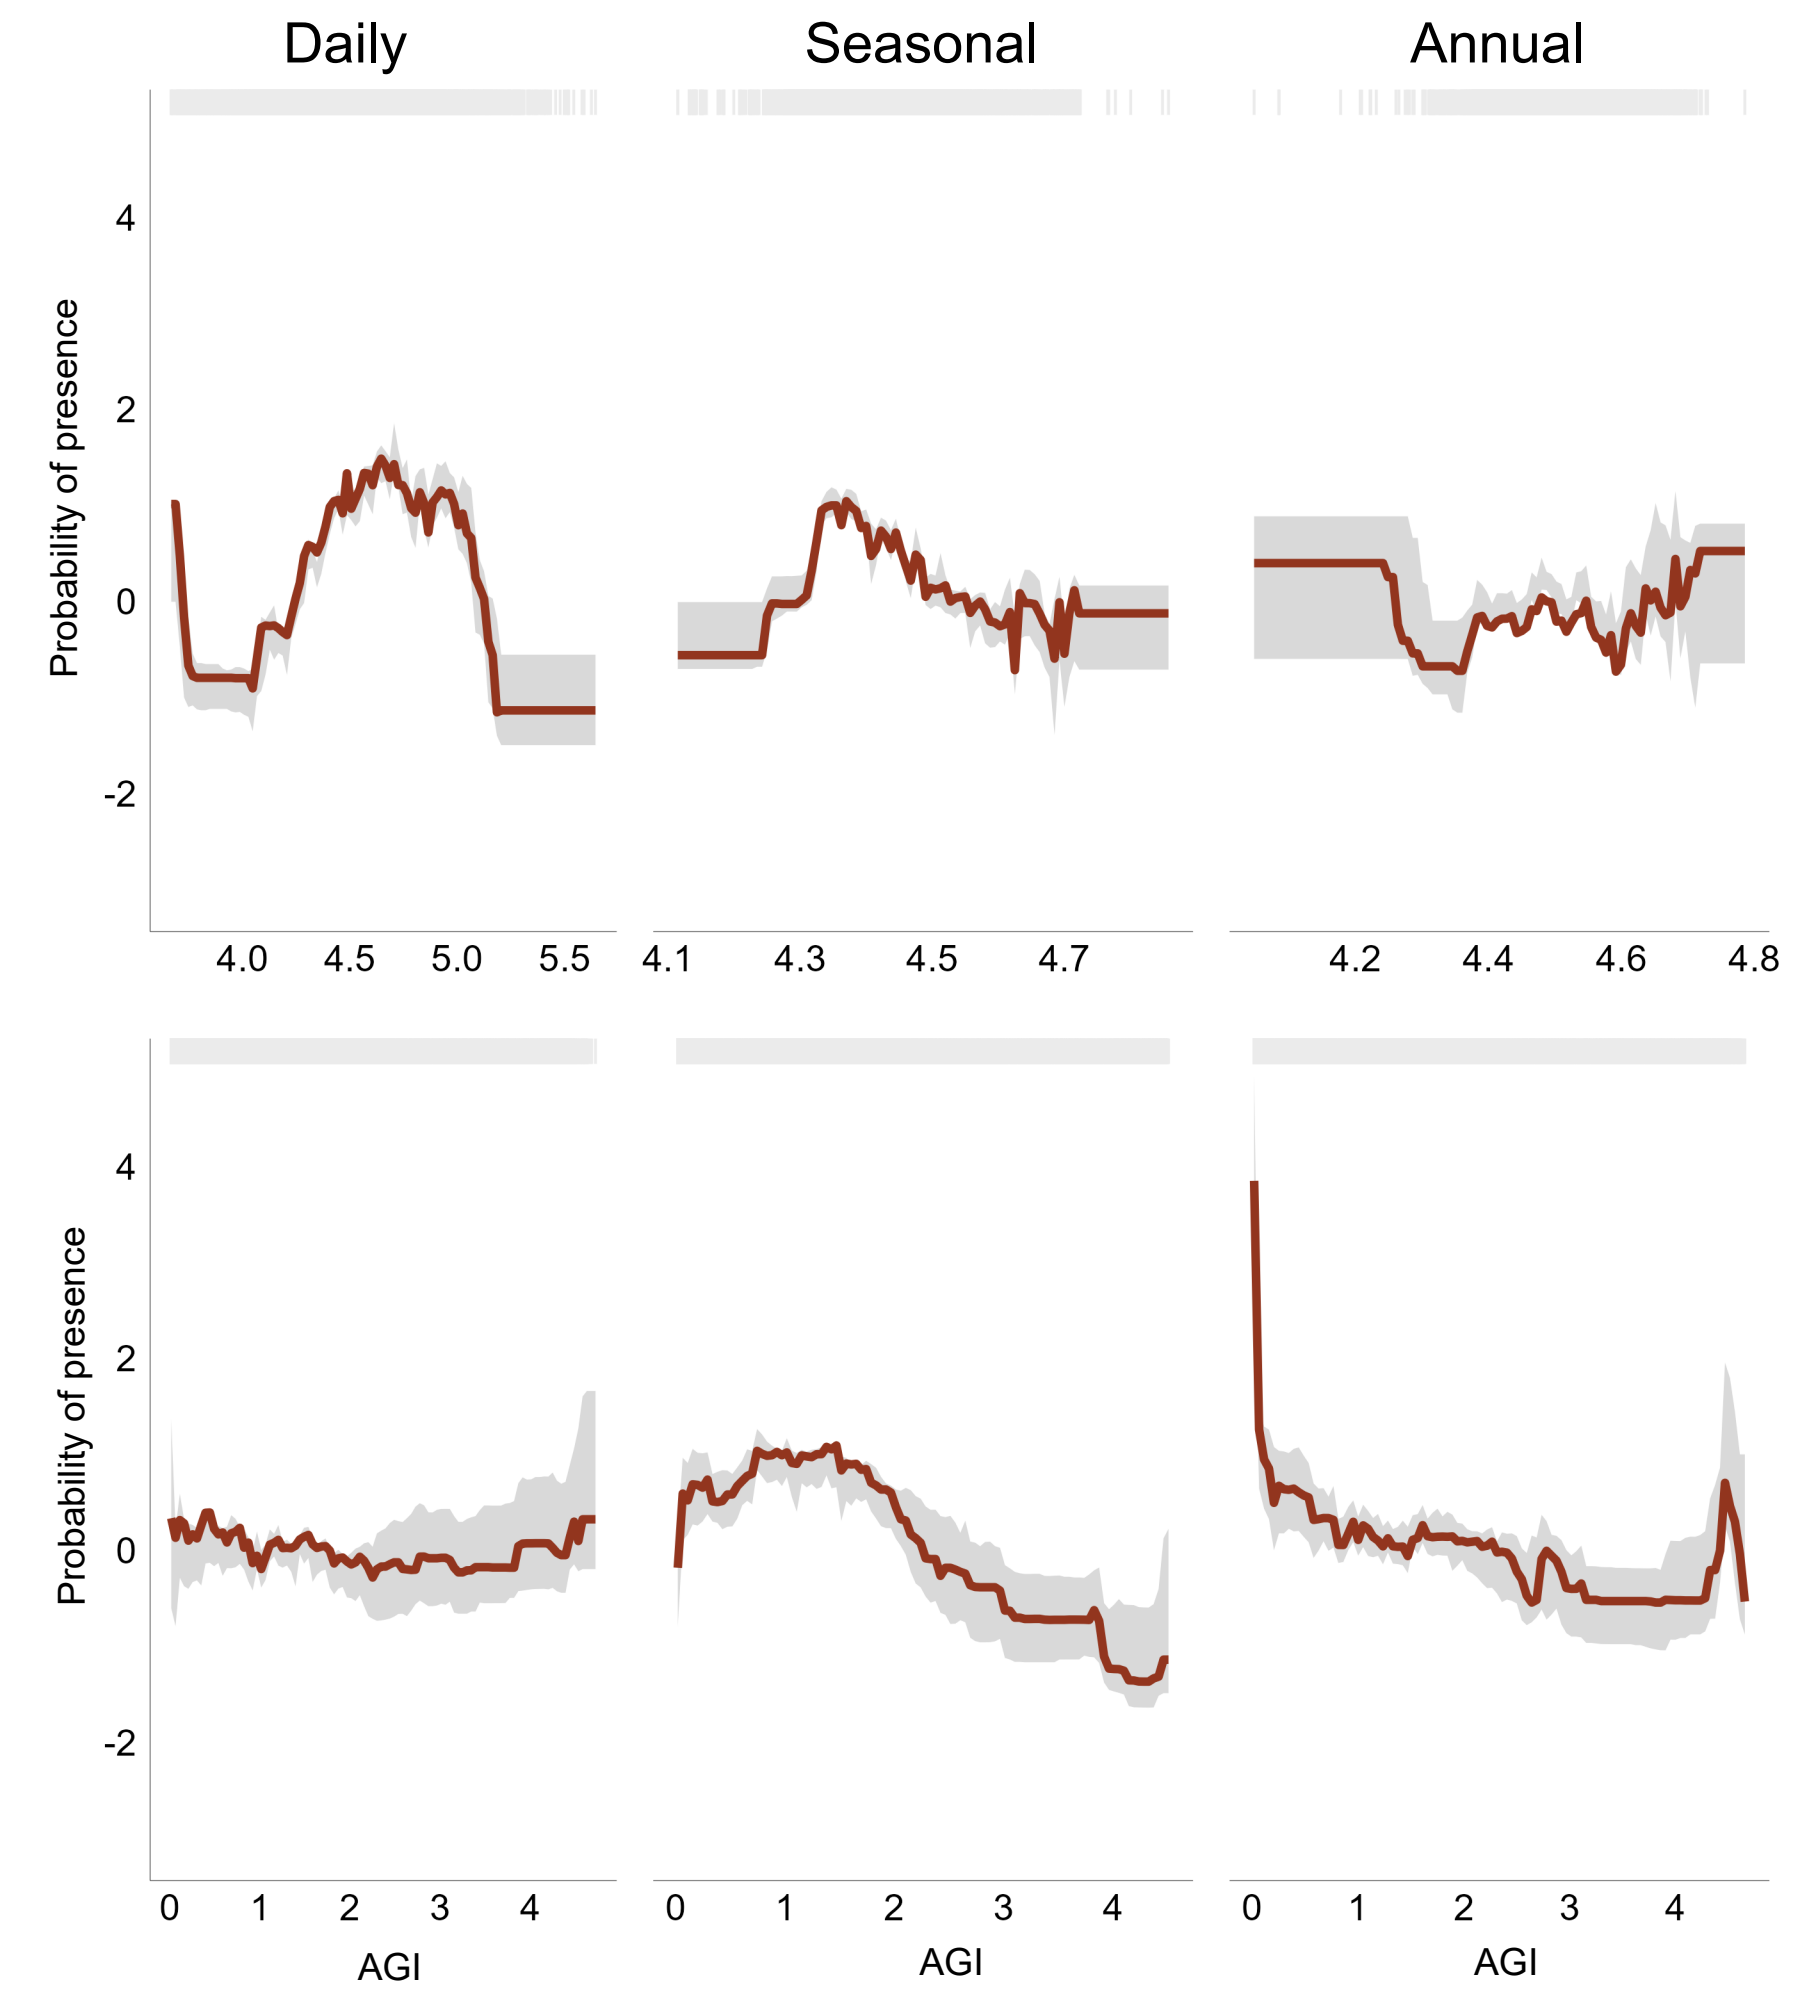 Daily Seasonal Annual
Probability of presence
4
2
0
-2
4.0 4.5 5.0 5.5
4.1 4.3 4.5 4.7
4.2 4.4 4.6 4.8
Probability of presence
4
2
0
-2
0 1 2 3 4
0 1 2 3 4
0 1 2 3 4
AGI AGI AGI